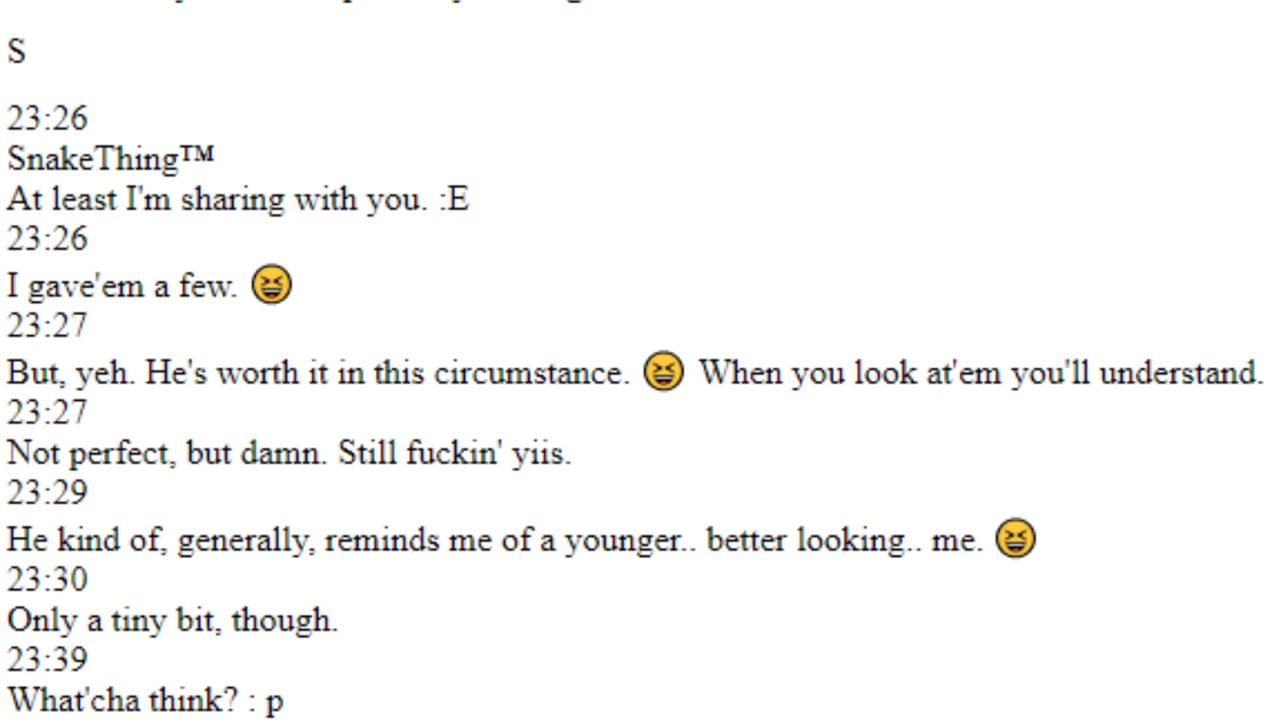 S
23:26
SnakeThing™
At least I'm sharing with you. :E
23:26
I gave'em a few. 😆
23:27
But, yeh. He's worth it in this circumstance. 😆 When you look at'em you'll understand.
23:27
Not perfect, but damn. Still fuckin' yiis.
23:29
He kind of, generally, reminds me of a younger.. better looking.. me. 😆
23:30
Only a tiny bit, though.
23:39
What'cha think? : p